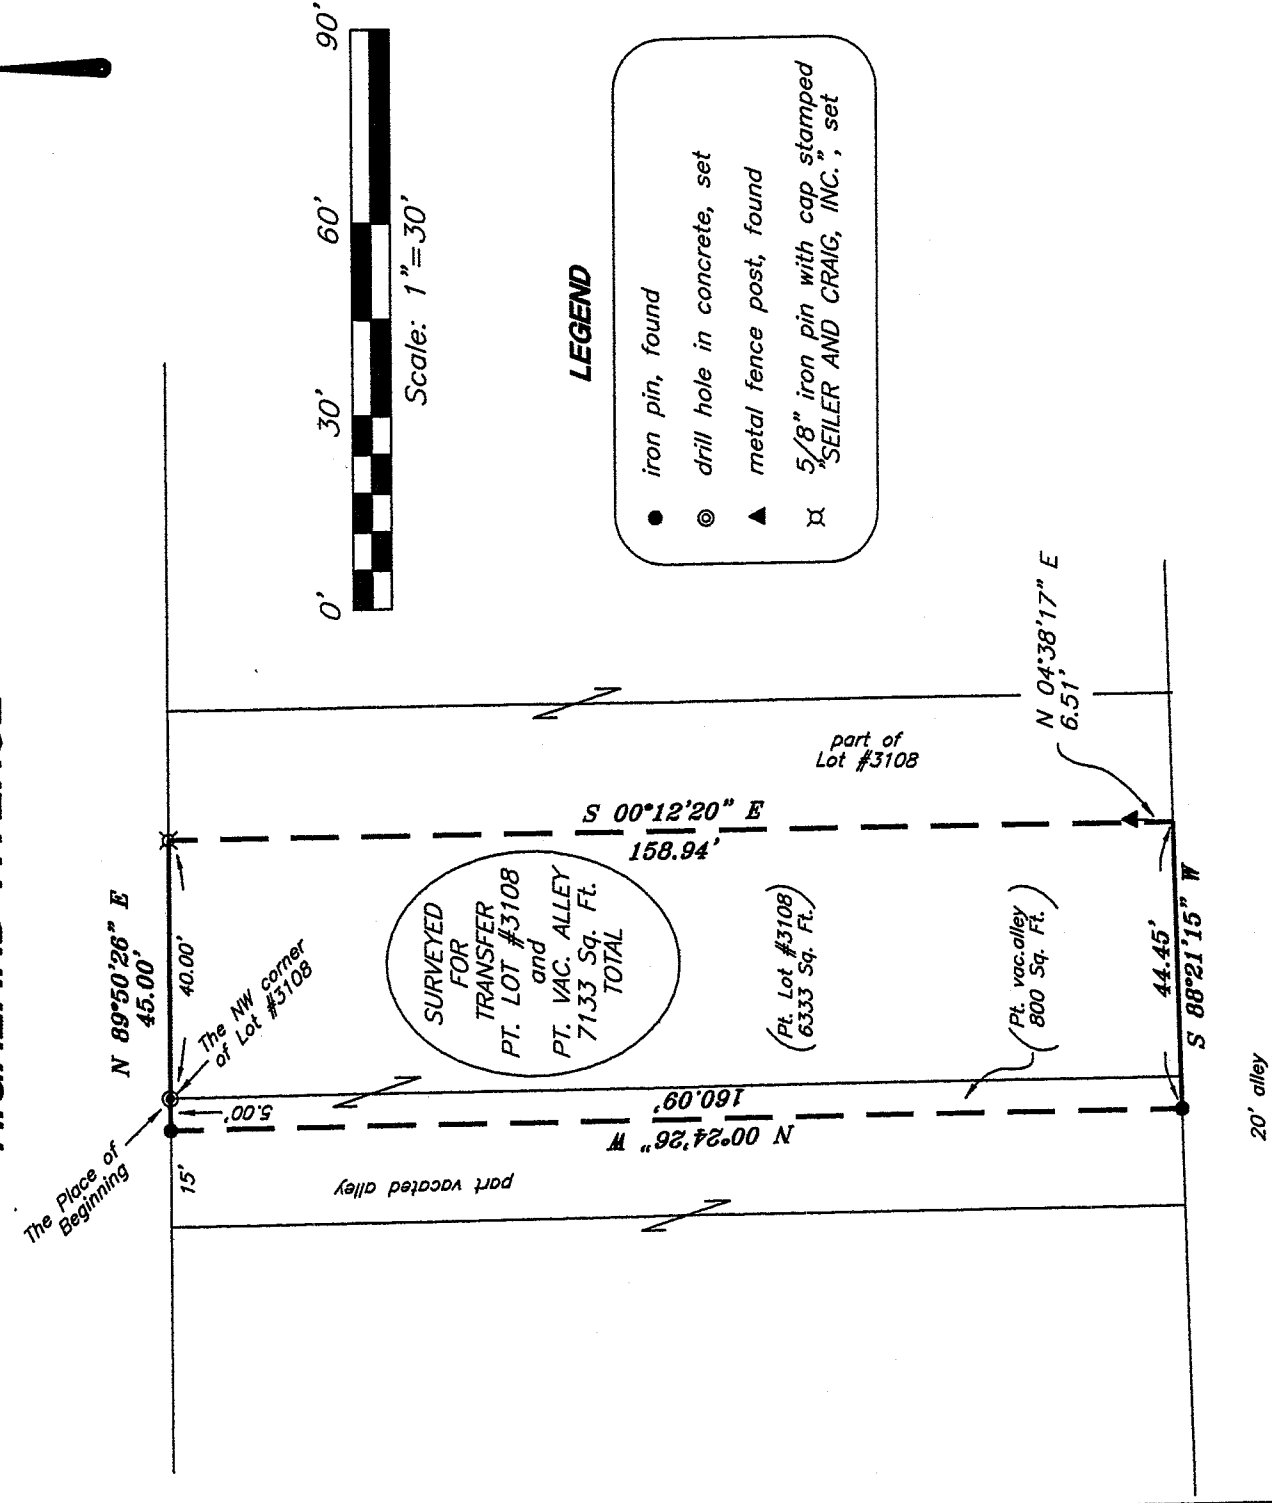 The Place of
Beginning
N 89°50'26" E
45.00'
40.00'
The NW corner
of Lot #3108
15'
5.00'
part vacated alley
N 00°24'26" W
160.09'
SURVEYED
FOR
TRANSFER
PT. LOT #3108
and
PT. VAC. ALLEY
7133 Sq. Ft.
TOTAL
S 00°12'20" E
158.94'
(Pt. Lot #3108)
6333 Sq. Ft.
(Pt. vac.alley)
800 Sq. Ft.
part of
Lot #3108
N 04°38'17" E
6.51'
44.45'
S 88°21'15" W
20' alley
0' 30' 60' 90'
Scale: 1"=30'
LEGEND
iron pin, found
drill hole in concrete, set
metal fence post, found
5/8" iron pin with cap stamped
"SEILER AND CRAIG, INC.", set